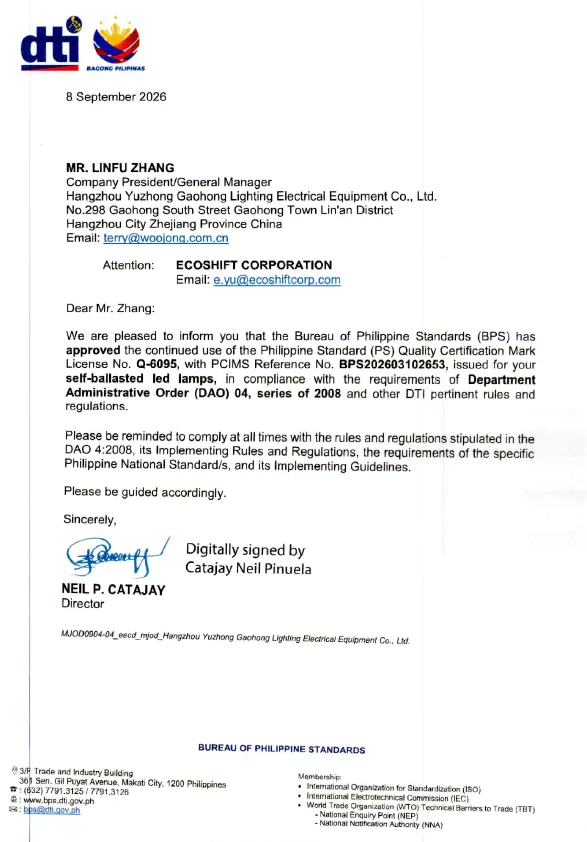 dti
BAGONG PILIPINAS
8 September 2026
MR. LINFU ZHANG
Company President/General Manager
Hangzhou Yuzhong Gaohong Lighting Electrical Equipment Co., Ltd.
No.298 Gaohong South Street Gaohong Town Lin'an District
Hangzhou City Zhejiang Province China
Email: terry@woojong.com.cn
Attention: ECOSHIFT CORPORATION
Email: e.yu@ecoshiftcorp.com
Dear Mr. Zhang:
We are pleased to inform you that the Bureau of Philippine Standards (BPS) has
approved the continued use of the Philippine Standard (PS) Quality Certification Mark
License No. Q-6095, with PCIMS Reference No. BPS202603102653, issued for your
self-ballasted led lamps, in compliance with the requirements of Department
Administrative Order (DAO) 04, series of 2008 and other DTI pertinent rules and
regulations.
Please be reminded to comply at all times with the rules and regulations stipulated in the
DAO 4:2008, its Implementing Rules and Regulations, the requirements of the specific
Philippine National Standard/s, and its Implementing Guidelines.
Please be guided accordingly.
Sincerely,
Digitally signed by
Catajay Neil Pinuela
NEIL P. CATAJAY
Director
MJOD0904-04_eecd_mjod_Hangzhou Yuzhong Gaohong Lighting Electrical Equipment Co., Ltd.
BUREAU OF PHILIPPINE STANDARDS
3/F Trade and Industry Building
361 Sen. Gil Puyat Avenue, Makati City, 1200 Philippines
: (632) 7791.3125 / 7791.3126
: www.bps.dti.gov.ph
: bps@dti.gov.ph
Membership:
• International Organization for Standardization (ISO)
• International Electrotechnical Commission (IEC)
• World Trade Organization (WTO) Technical Barriers to Trade (TBT)
- National Enquiry Point (NEP)
- National Notification Authority (NNA)